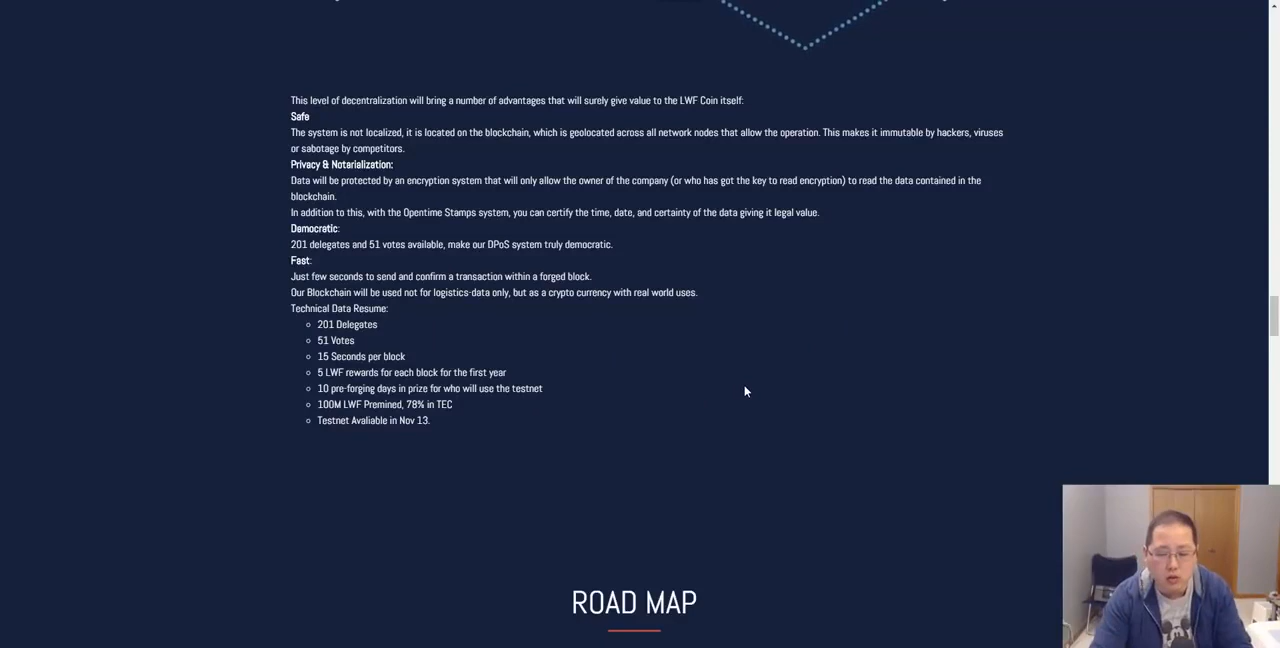 This level of decentralization will bring a number of advantages that will surely give value to the LWF Coin itself:
Safe
The system is not localized, it is located on the blockchain, which is geolocated across all network nodes that allow the operation. This makes it immutable by hackers, viruses
or sabotage by competitors.
Privacy & Notarialization:
Data will be protected by an encryption system that will only allow the owner of the company (or who has got the key to read encryption) to read the data contained in the
blockchain.
In addition to this, with the Opentime Stamps system, you can certify the time, date, and certainty of the data giving it legal value.
Democratic:
201 delegates and 51 votes available, make our DPoS system truly democratic.
Fast:
Just few seconds to send and confirm a transaction within a forged block.
Our Blockchain will be used not for logistics-data only, but as a crypto currency with real world uses.
Technical Data Resume:
201 Delegates
51 Votes
15 Seconds per block
5 LWF rewards for each block for the first year
10 pre-forging days in prize for who will use the testnet
100M LWF Premined, 78% in TEC
Testnet Avaliable in Nov 13.
ROAD MAP